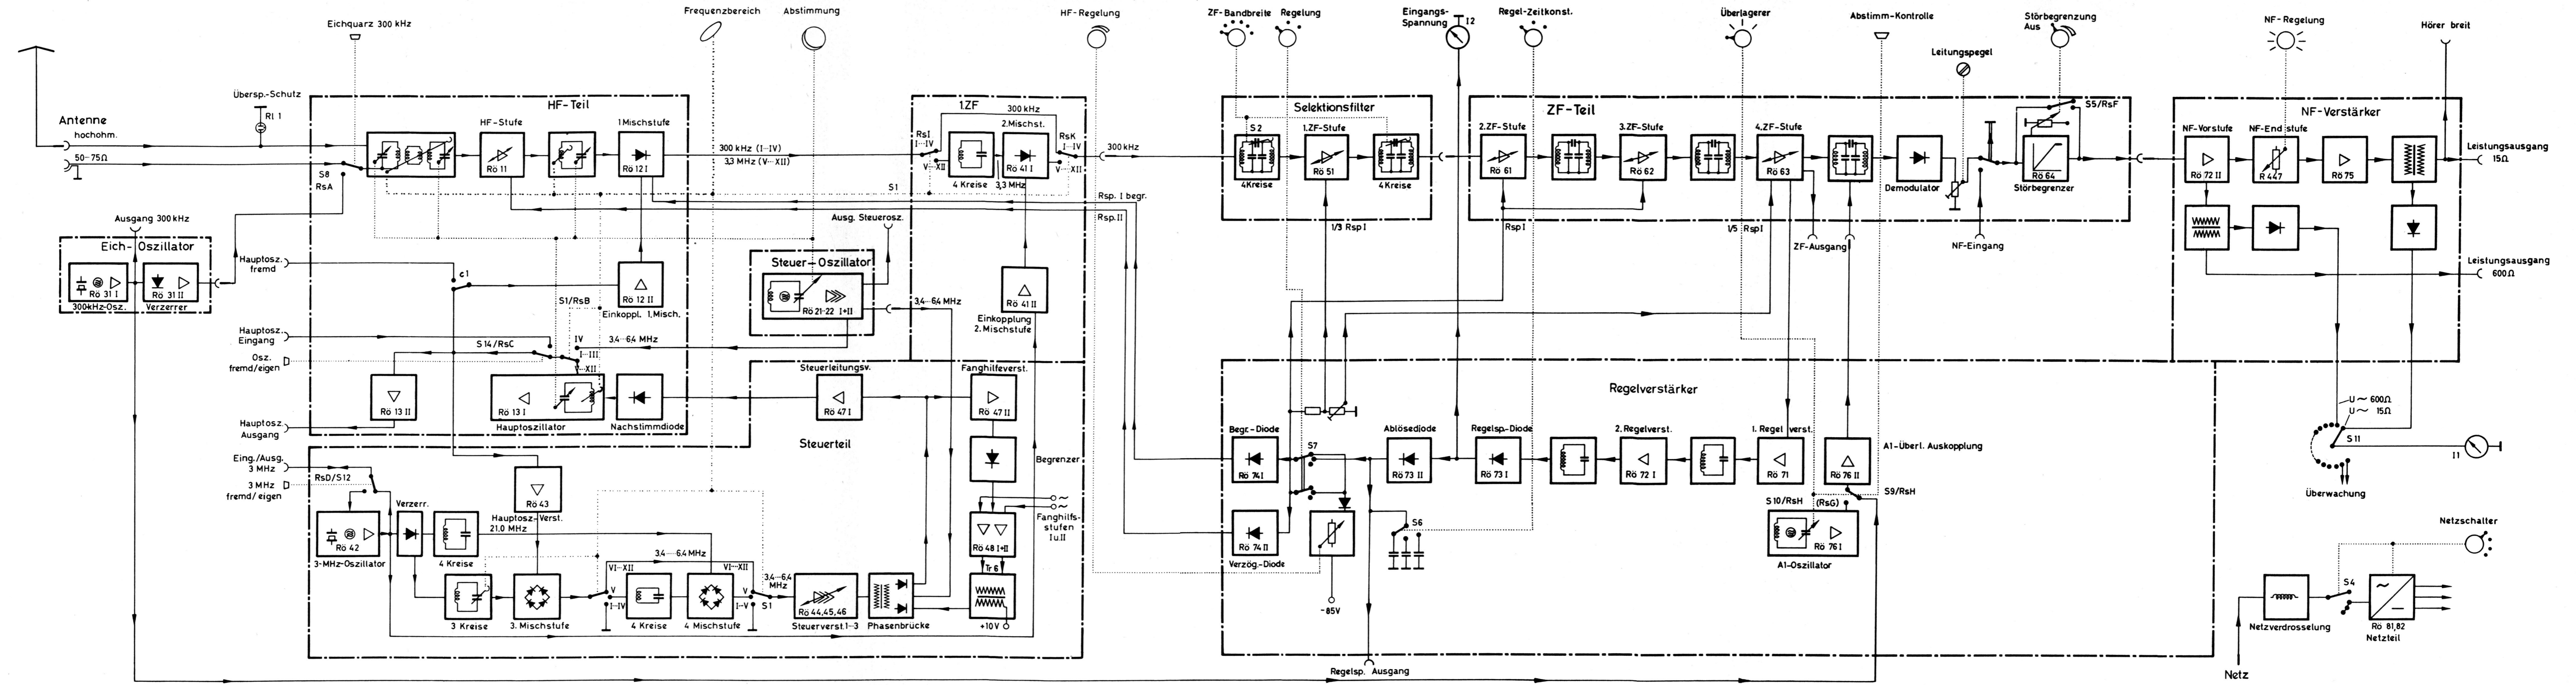 Eichquarz 300 kHz
Frequenzbereich
Abstimmung
HF-Regelung
ZF-Bandbreite
Regelung
Eingangs-
Spannung
I2
Regel-Zeitkonst.
Überlagerer
Abstimm-Kontrolle
Störbegrenzung
Aus
NF-Regelung
Hörer breit
Leitungspegel
Antenne
hochohm.
50-75Ω
Übersp.-Schutz
Rl 1
S8
RsA
HF-Teil
HF-Stufe
Rö 11
1 Mischstufe
Rö 12 I
300 kHz (I-IV)
3,3 MHz (V-XII)
S1
1.ZF
300 kHz
RsI
I-IV
V-XII
4 Kreise
3,3 MHz
2.Mischst.
Rö 41 I
RsK
I-IV
V-XII
300 kHz
Rsp. I begr.
Rsp.II
Selektionsfilter
S2
4Kreise
1.ZF-Stufe
Rö 51
4Kreise
1/3 Rsp I
ZF-Teil
2.ZF-Stufe
Rö 61
Rsp I
3.ZF-Stufe
Rö 62
4.ZF-Stufe
Rö 63
1/5 Rsp I
ZF-Ausgang
Demodulator
NF-Eingang
S5/RsF
Rö 64
Störbegrenzer
NF-Verstärker
NF-Vorstufe
Rö 72 II
NF-End stufe
R 447
Rö 75
Leistungsausgang
15Ω
Leistungsausgang
600Ω
Ausgang 300 kHz
Eich-Oszillator
Rö 31 I
300kHz-Osz.
Rö 31 II
Verzerrer
Hauptosz.
fremd
c1
Rö 12 II
Einkoppl. 1.Misch.
S1/RsB
Hauptosz.
Eingang
Osz.
fremd/eigen
S14/RsC
IV
I-III
V-XII
3,4-6,4 MHz
Steuer-Oszillator
Rö 21-22 I+II
Ausg. Steuerosz.
3,4-6,4 MHz
Rö 41 II
Einkopplung
2.Mischstufe
Rö 13 II
Rö 13 I
Hauptoszillator
Nachstimmdiode
Hauptosz.
Ausgang
Steuerleitungsv.
Rö 47 I
Fanghilfeverst.
Rö 47 II
Steuerteil
Begrenzer
Fanghilfs-
stufen
I u.II
Rö 48 I+II
Tr 6
+10V
Eing./Ausg.
3 MHz
3 MHz
fremd/eigen
RsD/S12
Rö 42
3-MHz-Oszillator
Verzerr.
4 Kreise
3 Kreise
Rö 43
Hauptosz.-Verst.
21,0 MHz
3. Mischstufe
3,4-6,4 MHz
VI-XII
V
I-IV
4 Kreise
4 Mischstufe
VI-XII
V
I-V
S1
3,4-6,4
MHz
Rö 44,45,46
Steuerverst.1-3
Phasenbrücke
Regelverstärker
Begr.-Diode
Rö 74 I
Rö 74 II
Verzög.-Diode
S7
-85V
Ablösediode
Rö 73 II
Regelsp.-Diode
Rö 73 I
S6
2. Regelverst.
Rö 72 I
1. Regel verst.
Rö 71
A1-Überl. Auskopplung
Rö 76 II
S9/RsH
S10/RsH
(RsG)
Rö 76 I
A1-Oszillator
Regelsp. Ausgang
U ~ 600Ω
U ~ 15Ω
S 11
I1
Überwachung
Netzschalter
S4
Netzverdrosselung
Rö 81,82
Netzteil
Netz